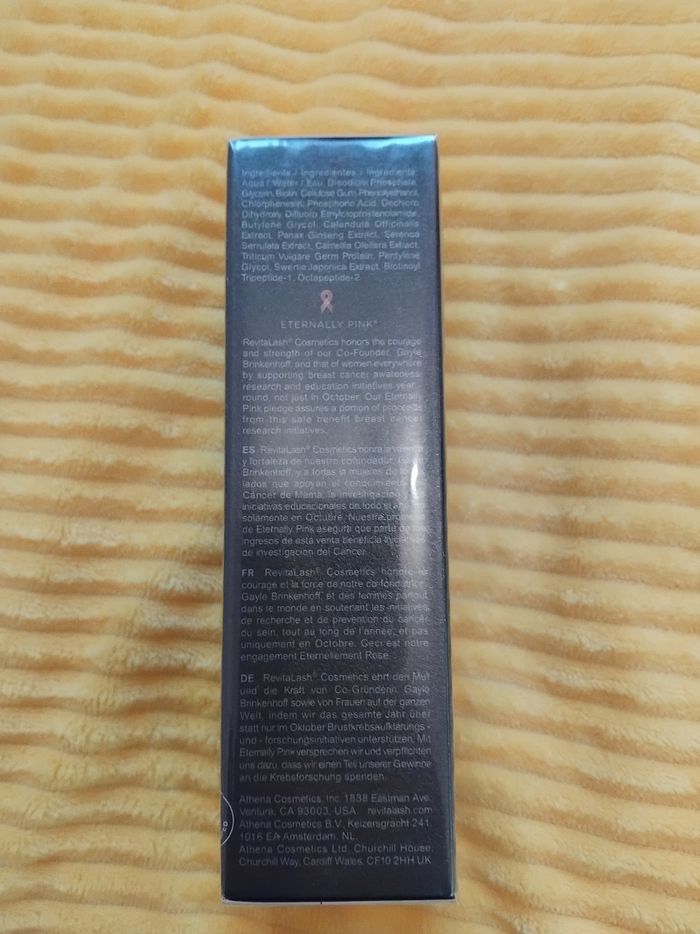 Ingrediente / Ingredientes / Ingrédients:
Aqua / Water / Eau, Disodium Phosphate,
Glycerin, Biotin, Cellulose Gum, Phenoxyethanol,
Chlorphenesin, Phosphoric Acid, Dechloro
Dihydroxy Difluoro Ethylcloprostenolamide,
Butylene Glycol, Calendula Officinalis
Extract, Panax Ginseng Extract, Serenoa
Serrulata Extract, Camellia Oleifera Extract,
Triticum Vulgare Germ Protein, Pentylene
Glycol, Swertia Japonica Extract, Biotinoyl
Tripeptide-1, Octapeptide-2.
ETERNALLY PINK®
RevitaLash® Cosmetics honors the courage
and strength of our Co-Founder, Gayle
Brinkenhoff, and that of women everywhere
by supporting breast cancer awareness,
research and education initiatives year-
round, not just in October. Our Eternally
Pink pledge assures a portion of proceeds
from this sale benefit breast cancer
research initiatives.
ES RevitaLash® Cosmetics honra la
y fortaleza de nuestro cofundador,
Brinkenhoff, y a todas la mujeres de
lados que apoyan el conocimiento
Cáncer de Mama, la investigación
iniciativas educacionales de todo el
solamente en Octubre. Nuestra
de Eternally Pink asegura que parte de
ingresos de esta venta beneficia
de investigación del Cáncer.
FR RevitaLash® Cosmetics honore le
courage et la force de notre co-fondatrice,
Gayle Brinkenhoff, et des femmes partout
dans le monde en soutenant les initiatives
de recherche et de prévention du cancer
du sein, tout au long de l'année, et pas
uniquement en Octobre. Ceci est notre
engagement Eternellement Rose.
DE RevitaLash® Cosmetics ehrt den Mut
und die Kraft von Co-Gründerin, Gayle
Brinkenhoff sowie von Frauen auf der ganzen
Welt, indem wir das gesamte Jahr über
statt nur im Oktober Brustkrebsaufklärungs -
und - forschungsinitiativen unterstützen. Mit
Eternally Pink versprechen wir und verpflichten
uns dazu, dass wir einen Teil unserer Gewinne
an die Krebsforschung spenden.
Athena Cosmetics, Inc. 1838 Eastman Ave.
Ventura, CA 93003, USA. revitalash.com
Athena Cosmetics B.V., Keizersgracht 241,
1016 EA Amsterdam, NL.
Athena Cosmetics Ltd. Churchill House,
Churchill Way, Cardiff Wales, CF10 2HH UK